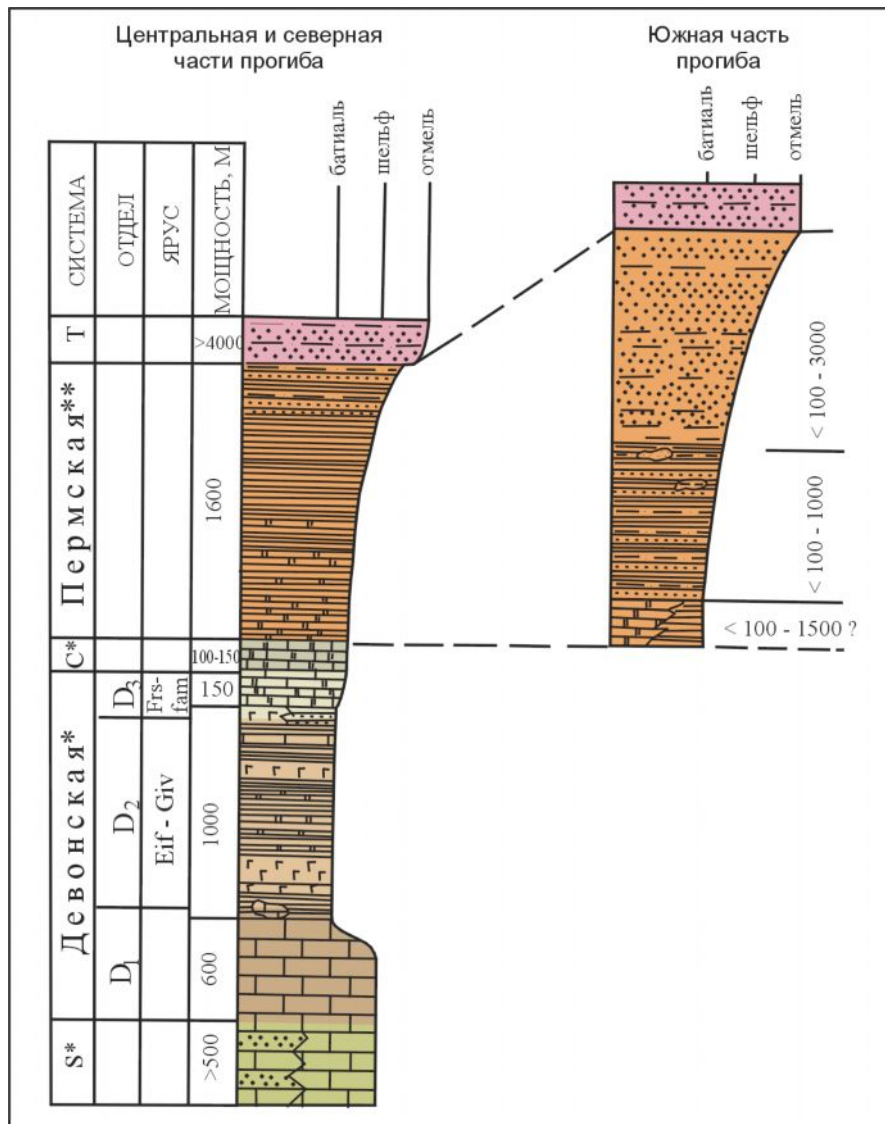 Центральная и северная
части прогиба
Южная часть
прогиба
батиаль
шельф
отмель
батиаль
шельф
отмель
СИСТЕМА
ОТДЕЛ
ЯРУС
МОЩНОСТЬ, М
Т
>4000
Пермская**
1600
< 100 - 3000
< 100 - 1000
< 100 - 1500 ?
С*
100-150
Девонская*
D3
Frs-
fam
150
D2
Eif - Giv
1000
D1
600
S*
>500